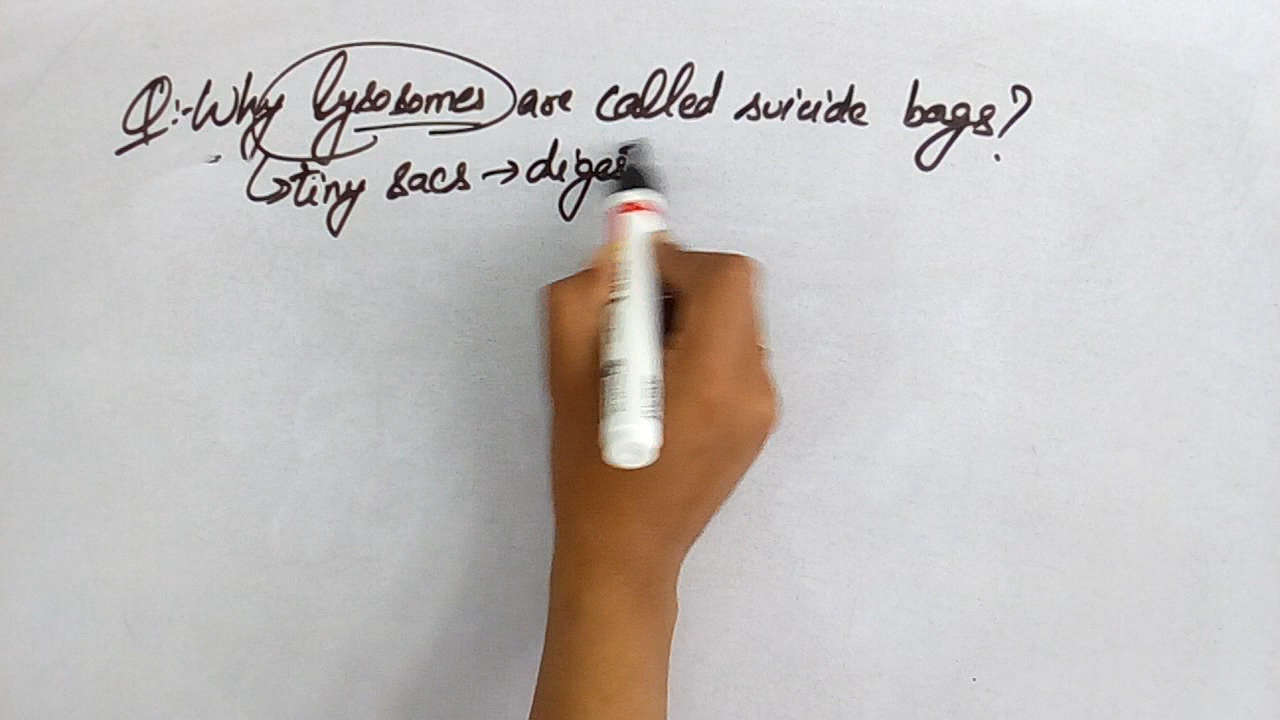 Q:- Why lysosomes are called suicide bags?
↳ tiny sacs → diges